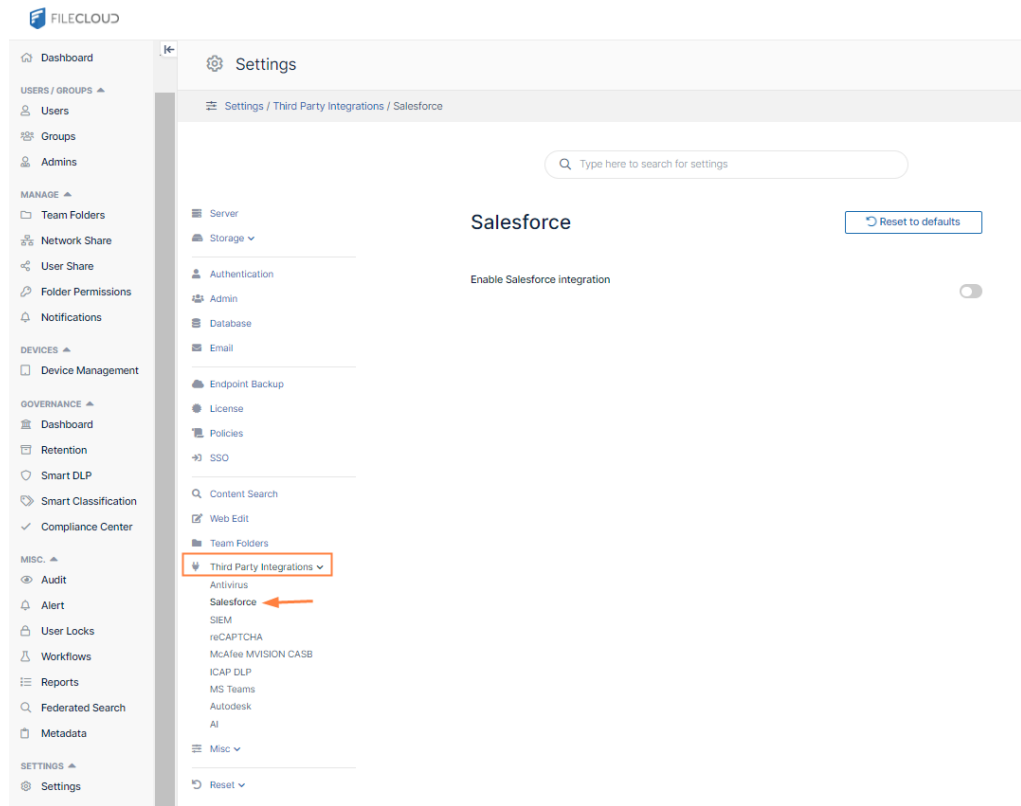 FILECLOUD
Dashboard
USERS / GROUPS
Users
Groups
Admins
MANAGE
Team Folders
Network Share
User Share
Folder Permissions
Notifications
DEVICES
Device Management
GOVERNANCE
Dashboard
Retention
Smart DLP
Smart Classification
Compliance Center
MISC.
Audit
Alert
User Locks
Workflows
Reports
Federated Search
Metadata
SETTINGS
Settings
Settings
Settings / Third Party Integrations / Salesforce
Type here to search for settings
Server
Storage
Authentication
Admin
Database
Email
Endpoint Backup
License
Policies
SSO
Content Search
Web Edit
Team Folders
Third Party Integrations
Antivirus
Salesforce
SIEM
reCAPTCHA
McAfee MVISION CASB
ICAP DLP
MS Teams
Autodesk
AI
Misc
Reset
Salesforce
Reset to defaults
Enable Salesforce integration